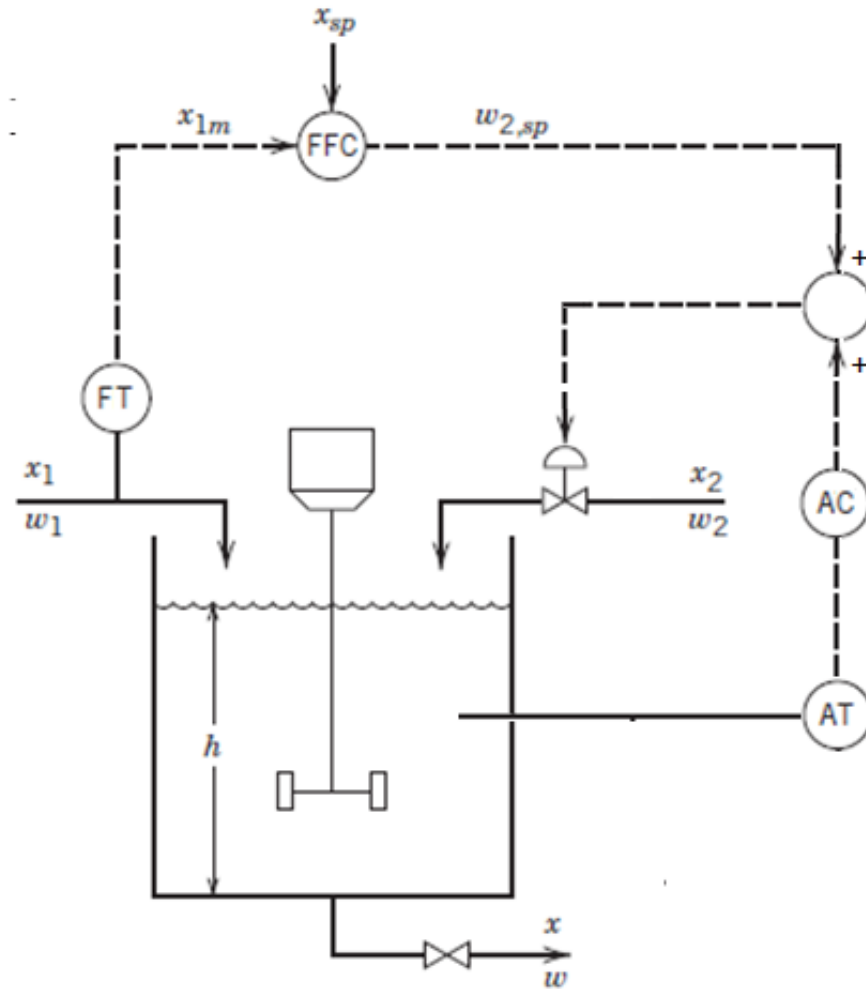 x_sp
x_1m
FFC
w_2,sp
+
+
FT
x_1
w_1
x_2
w_2
AC
h
AT
x
w